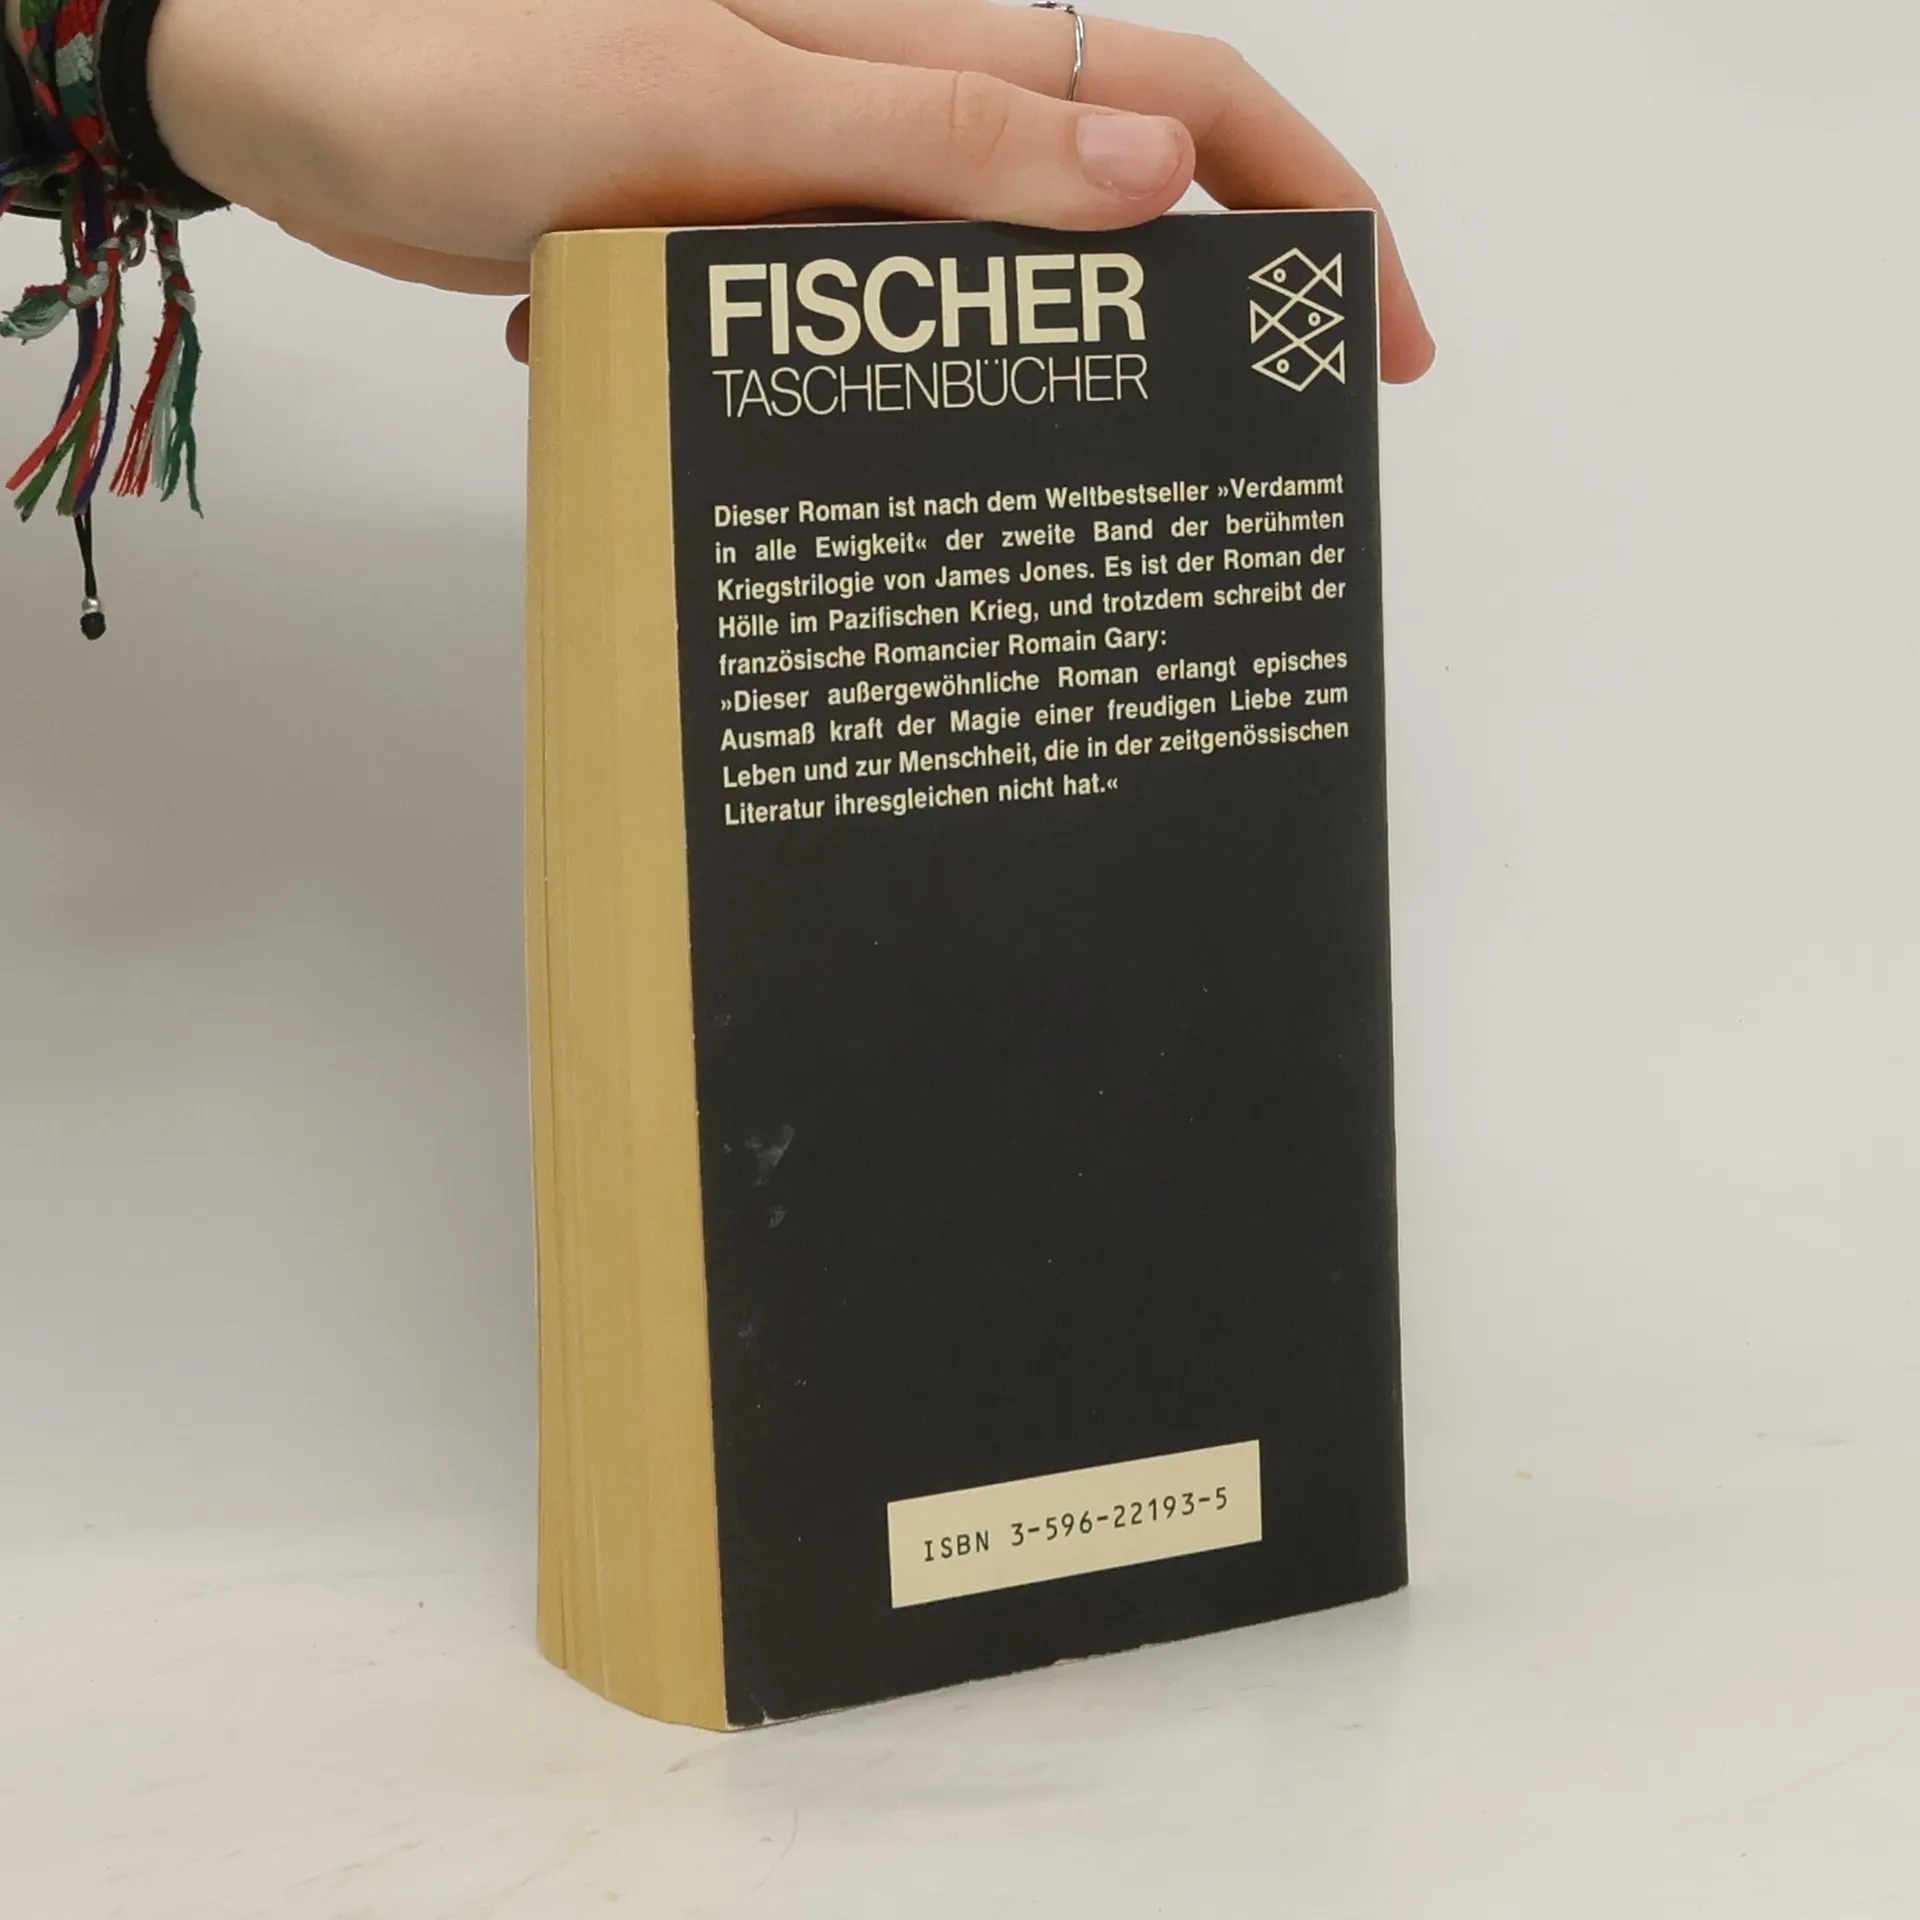 FISCHER
TASCHENBÜCHER
Dieser Roman ist nach dem Weltbestseller »Verdammt
in alle Ewigkeit« der zweite Band der berühmten
Kriegstrilogie von James Jones. Es ist der Roman der
Hölle im Pazifischen Krieg, und trotzdem schreibt der
französische Romancier Romain Gary:
»Dieser außergewöhnliche Roman erlangt episches
Ausmaß kraft der Magie einer freudigen Liebe zum
Leben und zur Menschheit, die in der zeitgenössischen
Literatur ihresgleichen nicht hat.«
ISBN 3-596-22193-5